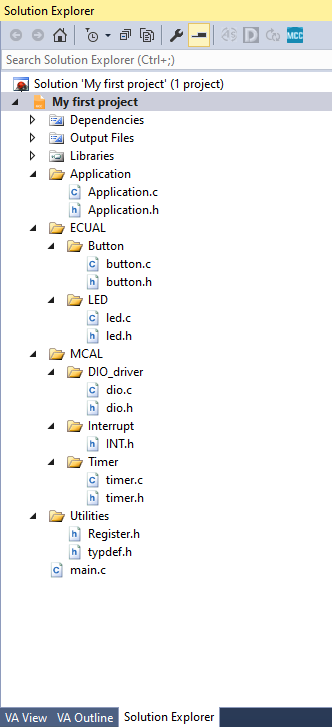 Solution Explorer
MCC
Search Solution Explorer (Ctrl+;)
Solution 'My first project' (1 project)
My first project
Dependencies
Output Files
Libraries
Application
Application.c
Application.h
ECUAL
Button
button.c
button.h
LED
led.c
led.h
MCAL
DIO_driver
dio.c
dio.h
Interrupt
INT.h
Timer
timer.c
timer.h
Utilities
Register.h
typdef.h
main.c
VA View VA Outline Solution Explorer